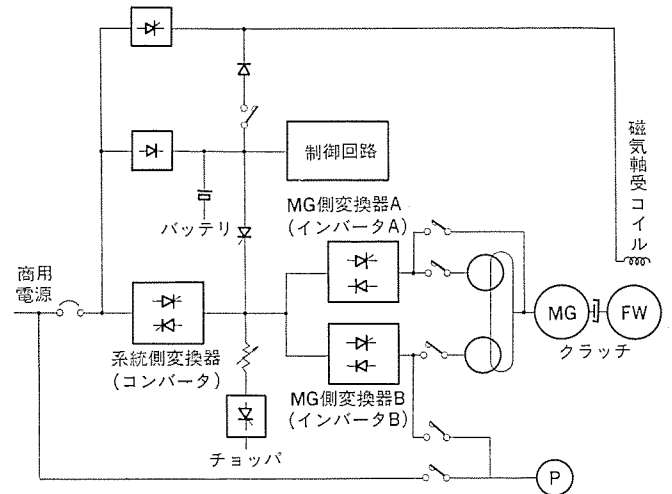 制御回路
磁気軸受コイル
バッテリ
MG側変換器A
(インバータA)
商用
電源
MG
FW
クラッチ
系統側変換器
(コンバータ)
MG側変換器B
(インバータB)
チョッパ
P